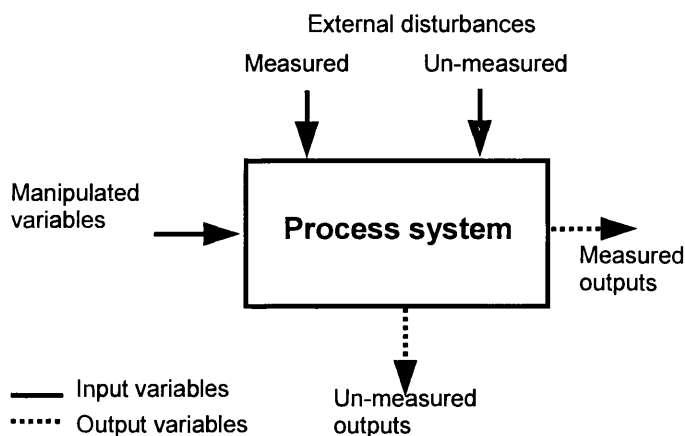 External disturbances
Measured
Un-measured
Manipulated
variables
Process system
Measured
outputs
Input variables
Output variables
Un-measured
outputs